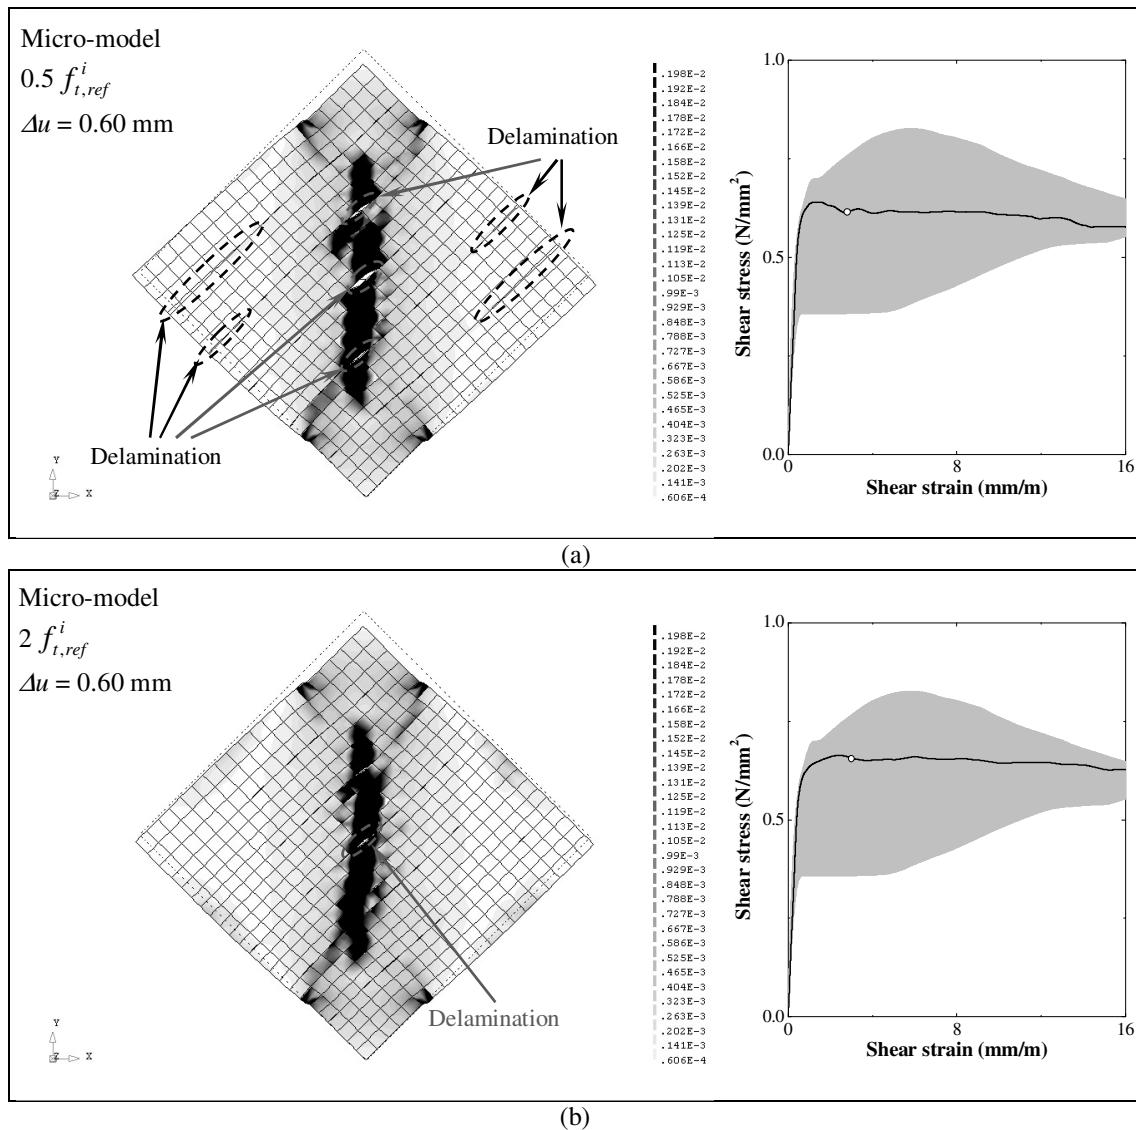 Micro-model
0.5 f^i_{t,ref}
Δu = 0.60 mm
Delamination
Delamination
Y
Z X
.198E-2
.192E-2
.184E-2
.178E-2
.172E-2
.166E-2
.158E-2
.152E-2
.145E-2
.139E-2
.131E-2
.125E-2
.119E-2
.113E-2
.105E-2
.99E-3
.929E-3
.848E-3
.788E-3
.727E-3
.667E-3
.586E-3
.525E-3
.465E-3
.404E-3
.323E-3
.263E-3
.202E-3
.141E-3
.606E-4
1.0
0.5
0.0
Shear stress (N/mm²)
0 8 16
Shear strain (mm/m)
(a)
Micro-model
2 f^i_{t,ref}
Δu = 0.60 mm
Delamination
Y
Z X
.198E-2
.192E-2
.184E-2
.178E-2
.172E-2
.166E-2
.158E-2
.152E-2
.145E-2
.139E-2
.131E-2
.125E-2
.119E-2
.113E-2
.105E-2
.99E-3
.929E-3
.848E-3
.788E-3
.727E-3
.667E-3
.586E-3
.525E-3
.465E-3
.404E-3
.323E-3
.263E-3
.202E-3
.141E-3
.606E-4
1.0
0.5
0.0
Shear stress (N/mm²)
0 8 16
Shear strain (mm/m)
(b)